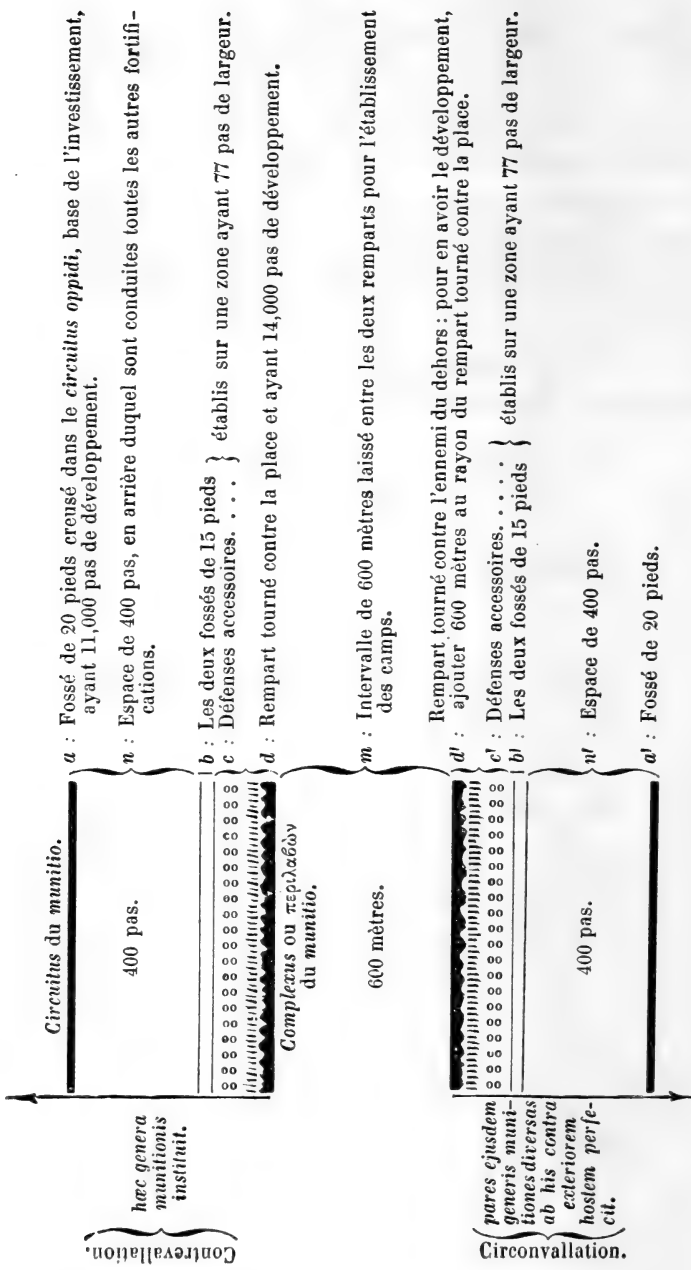 Contrevallation.
hæc genera
munitionis
instituit.
Circuitus du munitio.
400 pas.
Complexus ou περιλαβὼν
du munitio.
600 mètres.
400 pas.
pares ejusdem
generis muni-
tiones diversas
ab his contra
exteriorem
hostem perfe-
cit.
Circonvallation.
a : Fossé de 20 pieds creusé dans le circuitus oppidi, base de l'investissement,
ayant 11,000 pas de développement.
n : Espace de 400 pas, en arrière duquel sont conduites toutes les autres fortifi-
cations.
b : Les deux fossés de 15 pieds
c : Défenses accessoires. . . . } établis sur une zone ayant 77 pas de largeur.
d : Rempart tourné contre la place et ayant 14,000 pas de développement.
m : Intervalle de 600 mètres laissé entre les deux remparts pour l'établissement
des camps.
d' : Rempart tourné contre l'ennemi du dehors : pour en avoir le développement,
ajouter 600 mètres au rayon du rempart tourné contre la place.
c' : Défenses accessoires. . . . .
b' : Les deux fossés de 15 pieds } établis sur une zone ayant 77 pas de largeur.
n' : Espace de 400 pas.
a' : Fossé de 20 pieds.